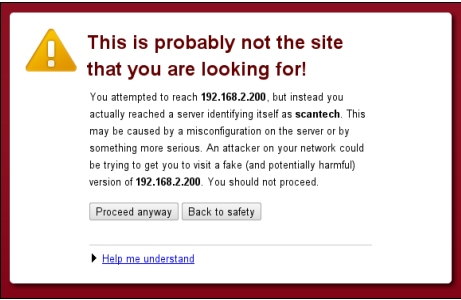 This is probably not the site
that you are looking for!
You attempted to reach 192.168.2.200, but instead you
actually reached a server identifying itself as scantech. This
may be caused by a misconfiguration on the server or by
something more serious. An attacker on your network could
be trying to get you to visit a fake (and potentially harmful)
version of 192.168.2.200. You should not proceed.
Proceed anyway Back to safety
Help me understand